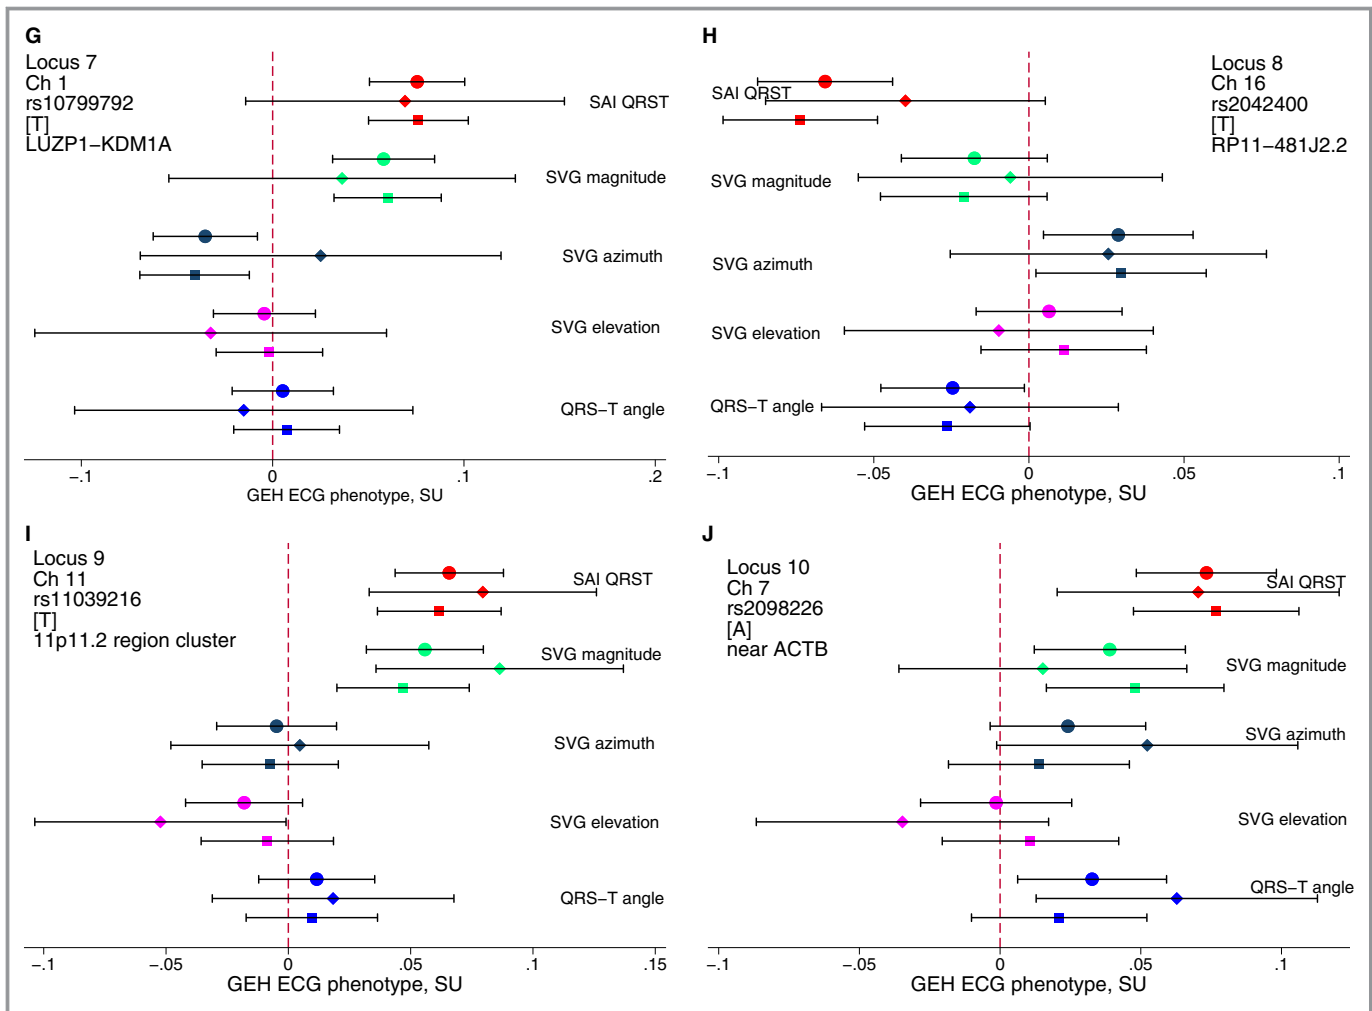 G
Locus 7
Ch 1
rs10799792
[T]
LUZP1−KDM1A
SAI QRST
SVG magnitude
SVG azimuth
SVG elevation
QRS−T angle
−.1 0 .1 .2
GEH ECG phenotype, SU
H
Locus 8
Ch 16
rs2042400
[T]
RP11−481J2.2
SAI QRST
SVG magnitude
SVG azimuth
SVG elevation
QRS−T angle
−.1 −.05 0 .05 .1
GEH ECG phenotype, SU
I
Locus 9
Ch 11
rs11039216
[T]
11p11.2 region cluster
SAI QRST
SVG magnitude
SVG azimuth
SVG elevation
QRS−T angle
−.1 −.05 0 .05 .1 .15
GEH ECG phenotype, SU
J
Locus 10
Ch 7
rs2098226
[A]
near ACTB
SAI QRST
SVG magnitude
SVG azimuth
SVG elevation
QRS−T angle
−.1 −.05 0 .05 .1
GEH ECG phenotype, SU